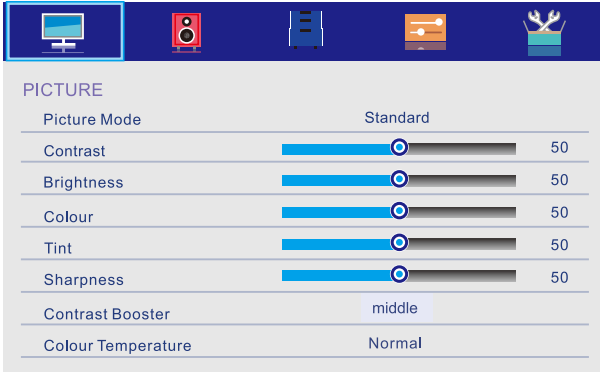 PICTURE
Picture Mode Standard
Contrast 50
Brightness 50
Colour 50
Tint 50
Sharpness 50
Contrast Booster middle
Colour Temperature Normal